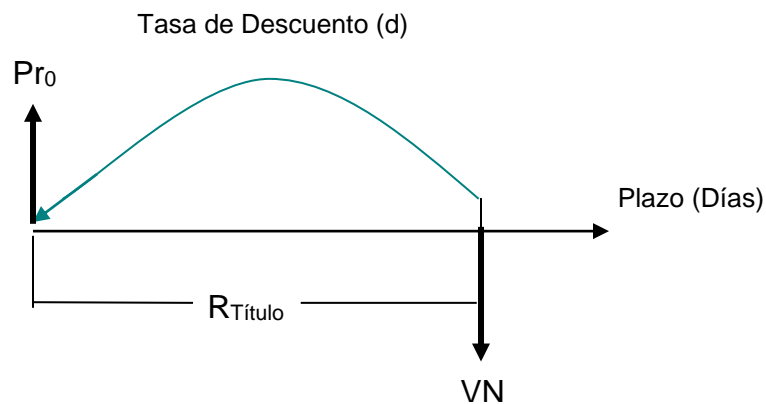 Tasa de Descuento (d)
Pr0
Plazo (Días)
RTítulo
VN